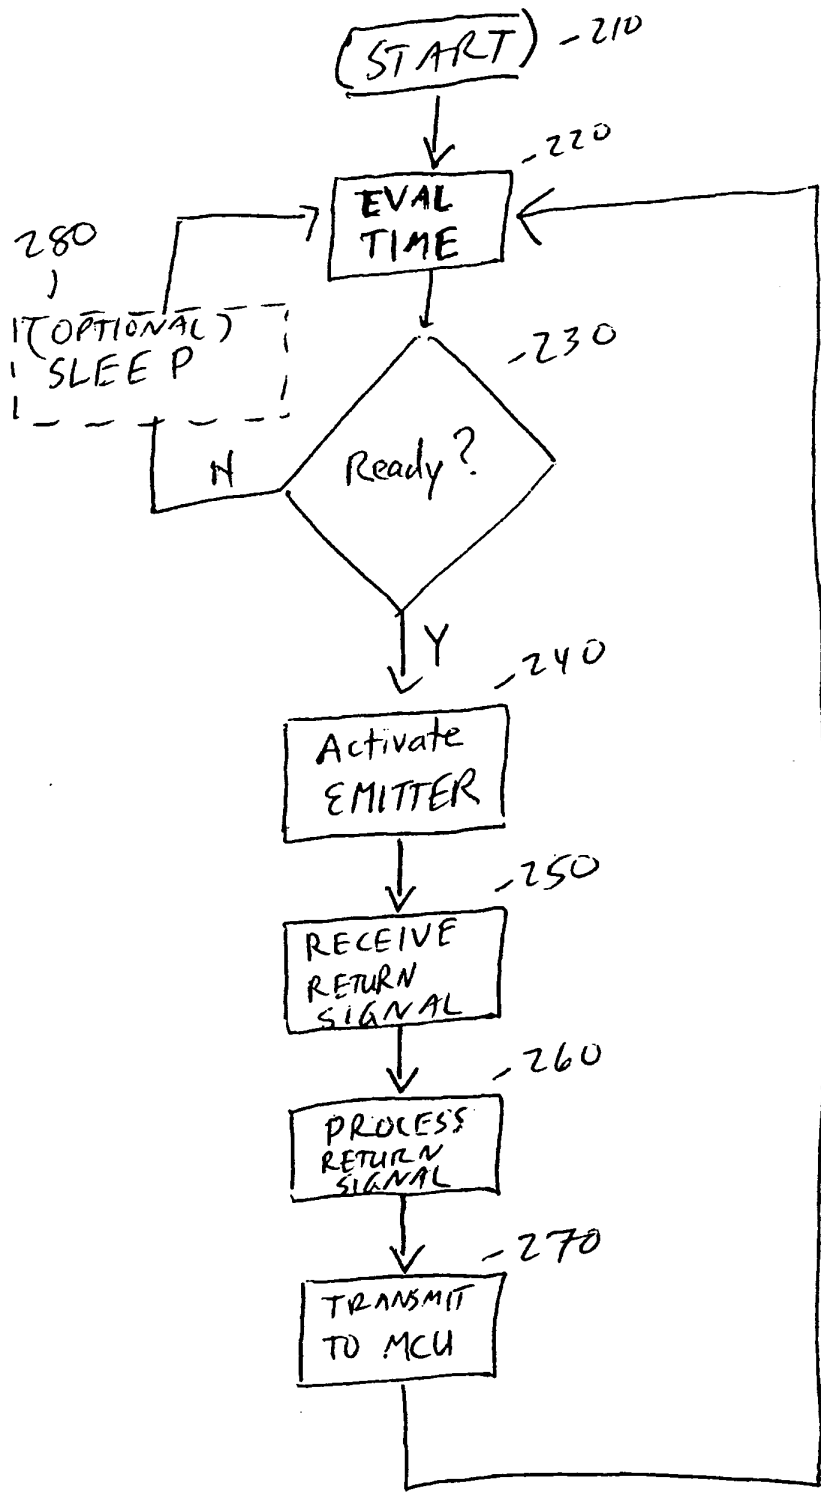 (START)
210
220
EVAL
TIME
280
(OPTIONAL)
SLEEP
230
Ready?
N
Y
240
Activate
EMITTER
250
RECEIVE
RETURN
SIGNAL
260
PROCESS
RETURN
SIGNAL
270
TRANSMIT
TO MCU